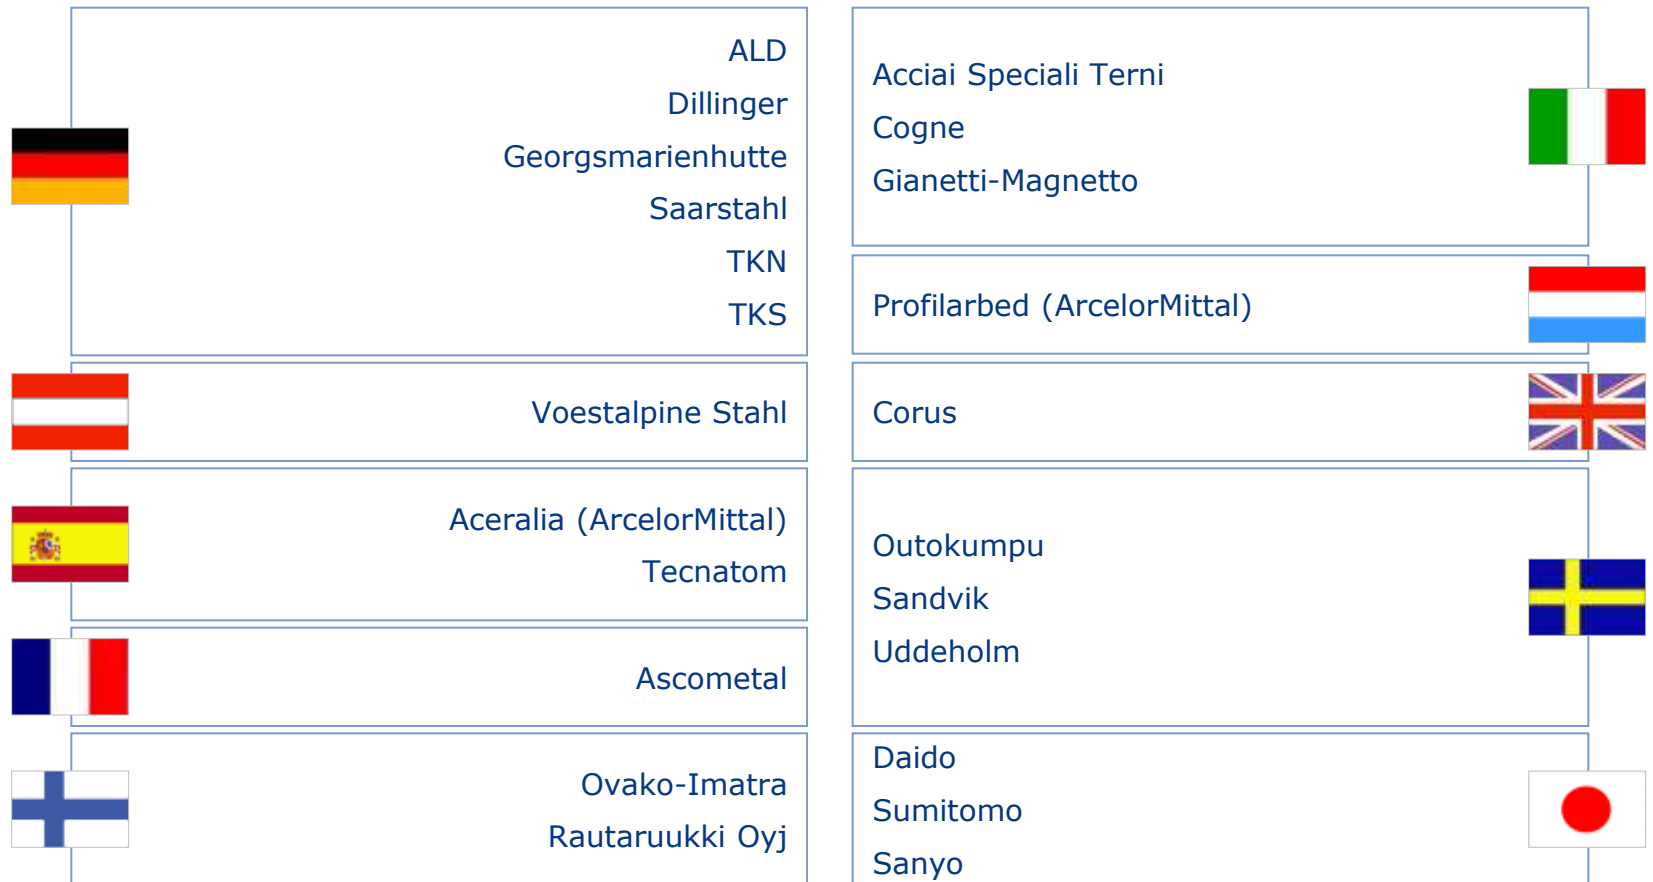 ALD
Dillinger
Georgsmarienhutte
Saarstahl
TKN
TKS
Voestalpine Stahl
Aceralia (ArcelorMittal)
Tecnatom
Ascometal
Ovako-Imatra
Rautaruukki Oyj
Acciai Speciali Terni
Cogne
Gianetti-Magnetto
Profilarbed (ArcelorMittal)
Corus
Outokumpu
Sandvik
Uddeholm
Daido
Sumitomo
Sanyo